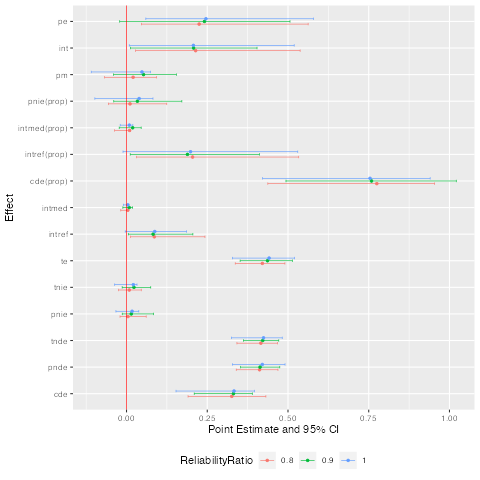 Effect
pe
int
pm
pnie(prop)
intmed(prop)
intref(prop)
cde(prop)
intmed
intref
te
tnie
pnie
tnde
pnde
cde
0.00 0.25 0.50 0.75 1.00
Point Estimate and 95% CI
ReliabilityRatio 0.8 0.9 1